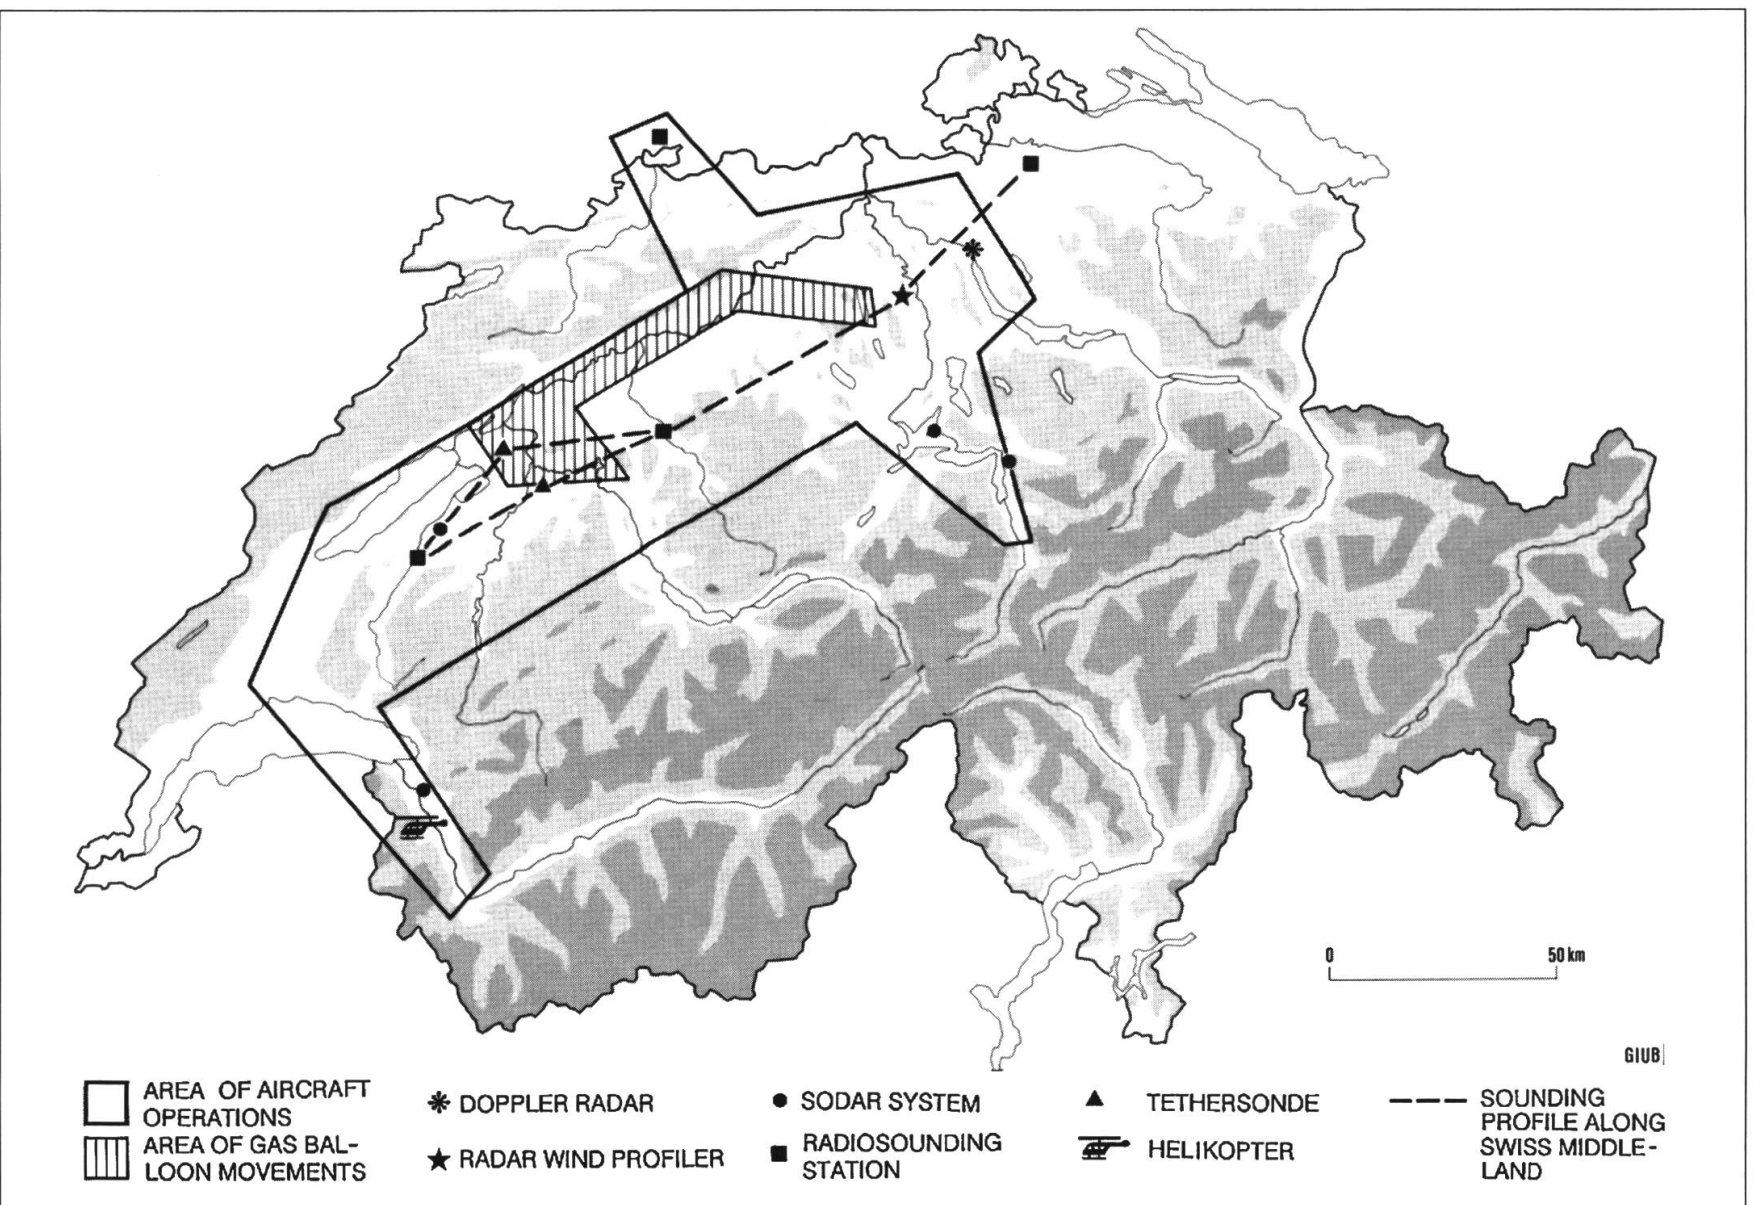 0 50 km
GIUB
AREA OF AIRCRAFT
OPERATIONS
AREA OF GAS BAL-
LOON MOVEMENTS
DOPPLER RADAR
RADAR WIND PROFILER
SODAR SYSTEM
RADIOSOUNDING
STATION
TETHERSONDE
HELIKOPTER
SOUNDING
PROFILE ALONG
SWISS MIDDLE-
LAND